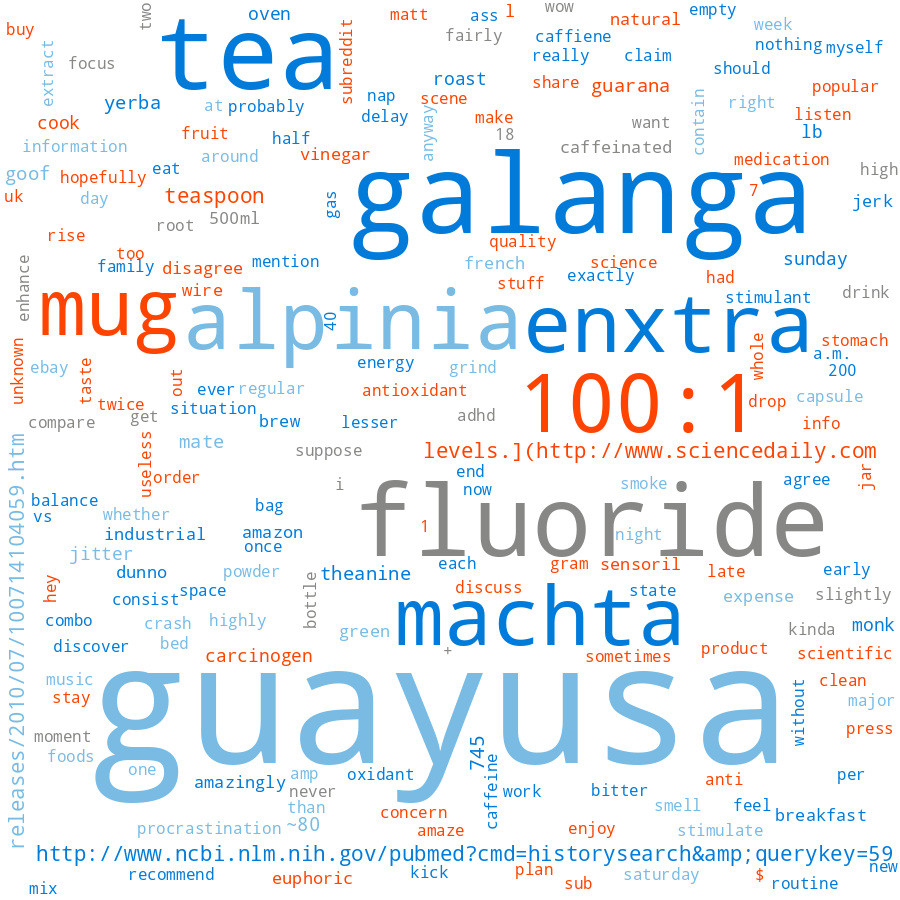 two
oven
matt
ass
l
wow
natural
empty
buy
tea
subreddit
fairly
caffiene
week
focus
really
claim
nothing
myself
extract
roast
share
guarana
should
popular
yerba
at
probably
nap
scene
contain
right
listen
cook
fruit
half
delay
anyway
make
18
want
lb
information
around
vinegar
caffeinated
medication
goof
hopefully
eat
galanga
high
uk
day
teaspoon
gas
7
jerk
root
500ml
rise
quality
too
family
disagree
mention
french
science
sunday
enhance
wire
stuff
exactly
had
mug
alpinia
40
enxtra
stimulant
drink
unknown
ebay
taste
out
energy
grind
whole
stomach
a.m.
200
twice
ever
regular
antioxidant
100:1
drop
capsule
compare
get
situation
brew
lesser
adhd
info
mate
suppose
levels.](http://www.sciencedaily.com
releases/2010/07/100714104059.htm
useless
order
i
end
now
smoke
agree
jar
balance
vs
whether
bag
fluoride
industrial
amazon
once
1
night
jitter
hey
dunno
powder
theanine
each
gram
sensoril
late
early
consist
space
bottle
discuss
state
expense
slightly
combo
crash
highly
green
machta
kinda
monk
discover
bed
carcinogen
+
sometimes
product
scientific
music
stay
guayusa
without
clean
major
moment
press
foods
one
amazingly
amp
oxidant
745
anti
per
never
caffeine
work
bitter
than
concern
smell
feel
breakfast
procrastination
~80
amaze
enjoy
stimulate
http://www.ncbi.nlm.nih.gov/pubmed?cmd=historysearch&amp;querykey=59
mix
recommend
euphoric
kick
plan
sub
saturday
$
routine
new